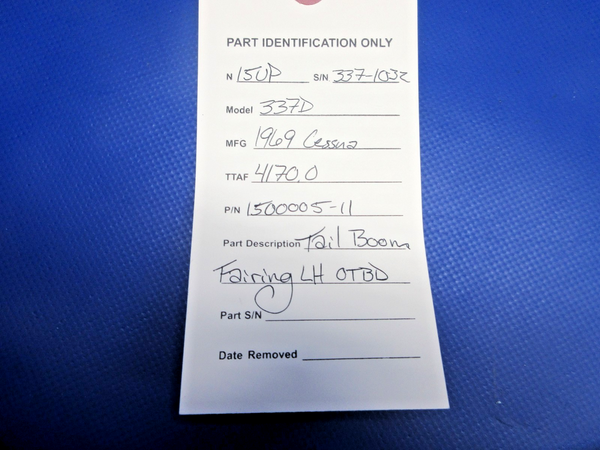 PART IDENTIFICATION ONLY
N 15UP S/N 337-1032
Model 337D
MFG 1969 Cessna
TTAF 4170.0
P/N 1500005-11
Part Description Tail Boom
Fairing LH OTBD
Part S/N
Date Removed